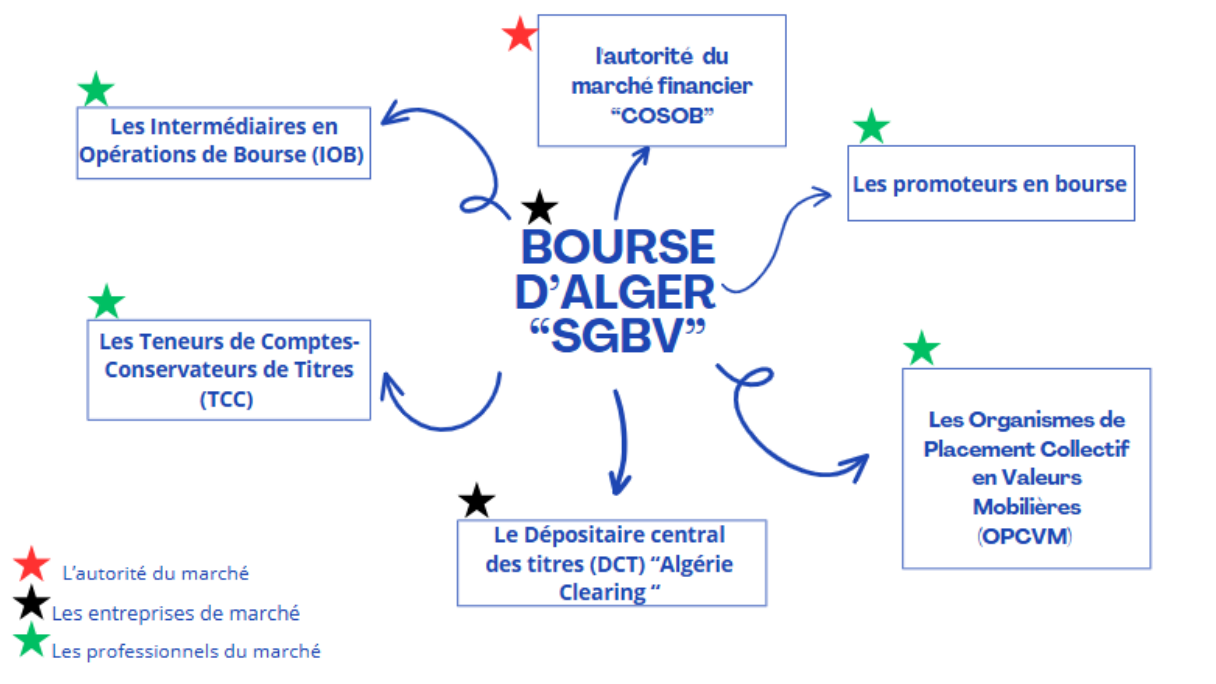 l'autorité du
marché financier
“COSOB”
Les Intermédiaires en
Opérations de Bourse (IOB)
Les promoteurs en bourse
BOURSE
D’ALGER
“SGBV”
Les Teneurs de Comptes-
Conservateurs de Titres
(TCC)
Les Organismes de
Placement Collectif
en Valeurs
Mobilières
(OPCVM)
Le Dépositaire central
des titres (DCT) “Algérie
Clearing “
L’autorité du marché
Les entreprises de marché
Les professionnels du marché